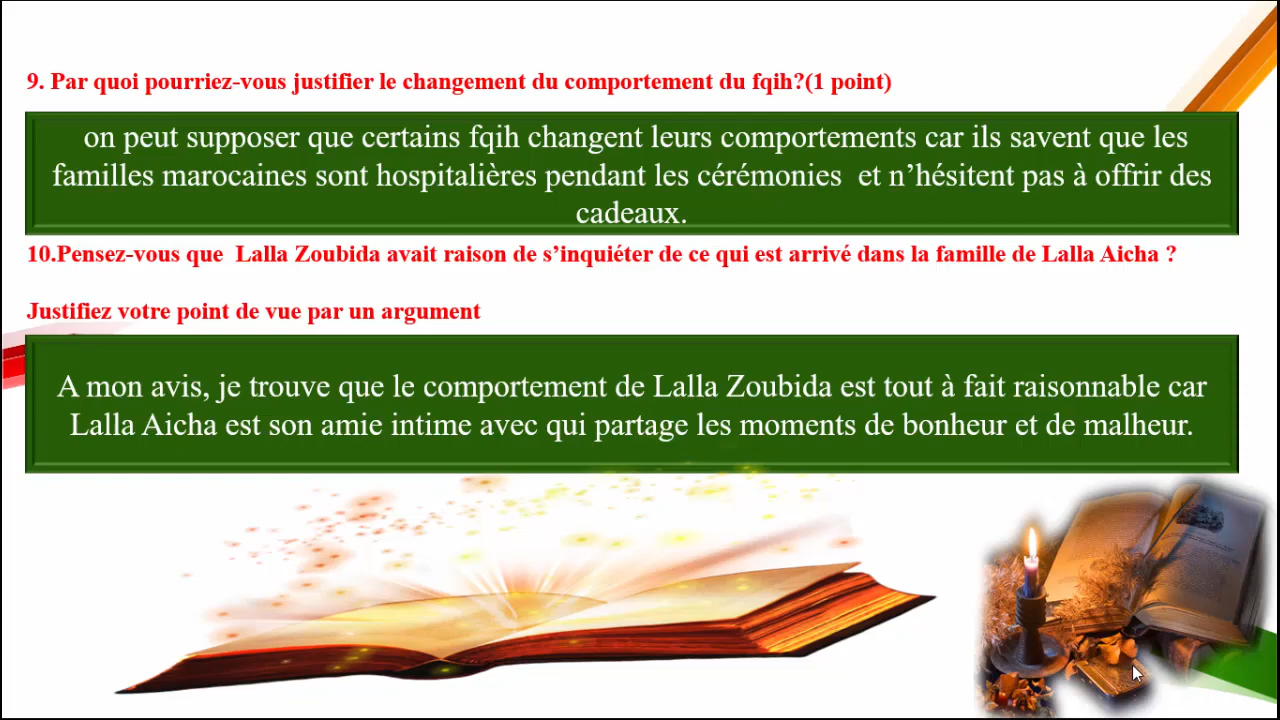 9. Par quoi pourriez-vous justifier le changement du comportement du fqih?(1 point)
on peut supposer que certains fqih changent leurs comportements car ils savent que les
familles marocaines sont hospitalières pendant les cérémonies et n’hésitent pas à offrir des
cadeaux.
10.Pensez-vous que Lalla Zoubida avait raison de s’inquiéter de ce qui est arrivé dans la famille de Lalla Aicha ?
Justifiez votre point de vue par un argument
A mon avis, je trouve que le comportement de Lalla Zoubida est tout à fait raisonnable car
Lalla Aicha est son amie intime avec qui partage les moments de bonheur et de malheur.